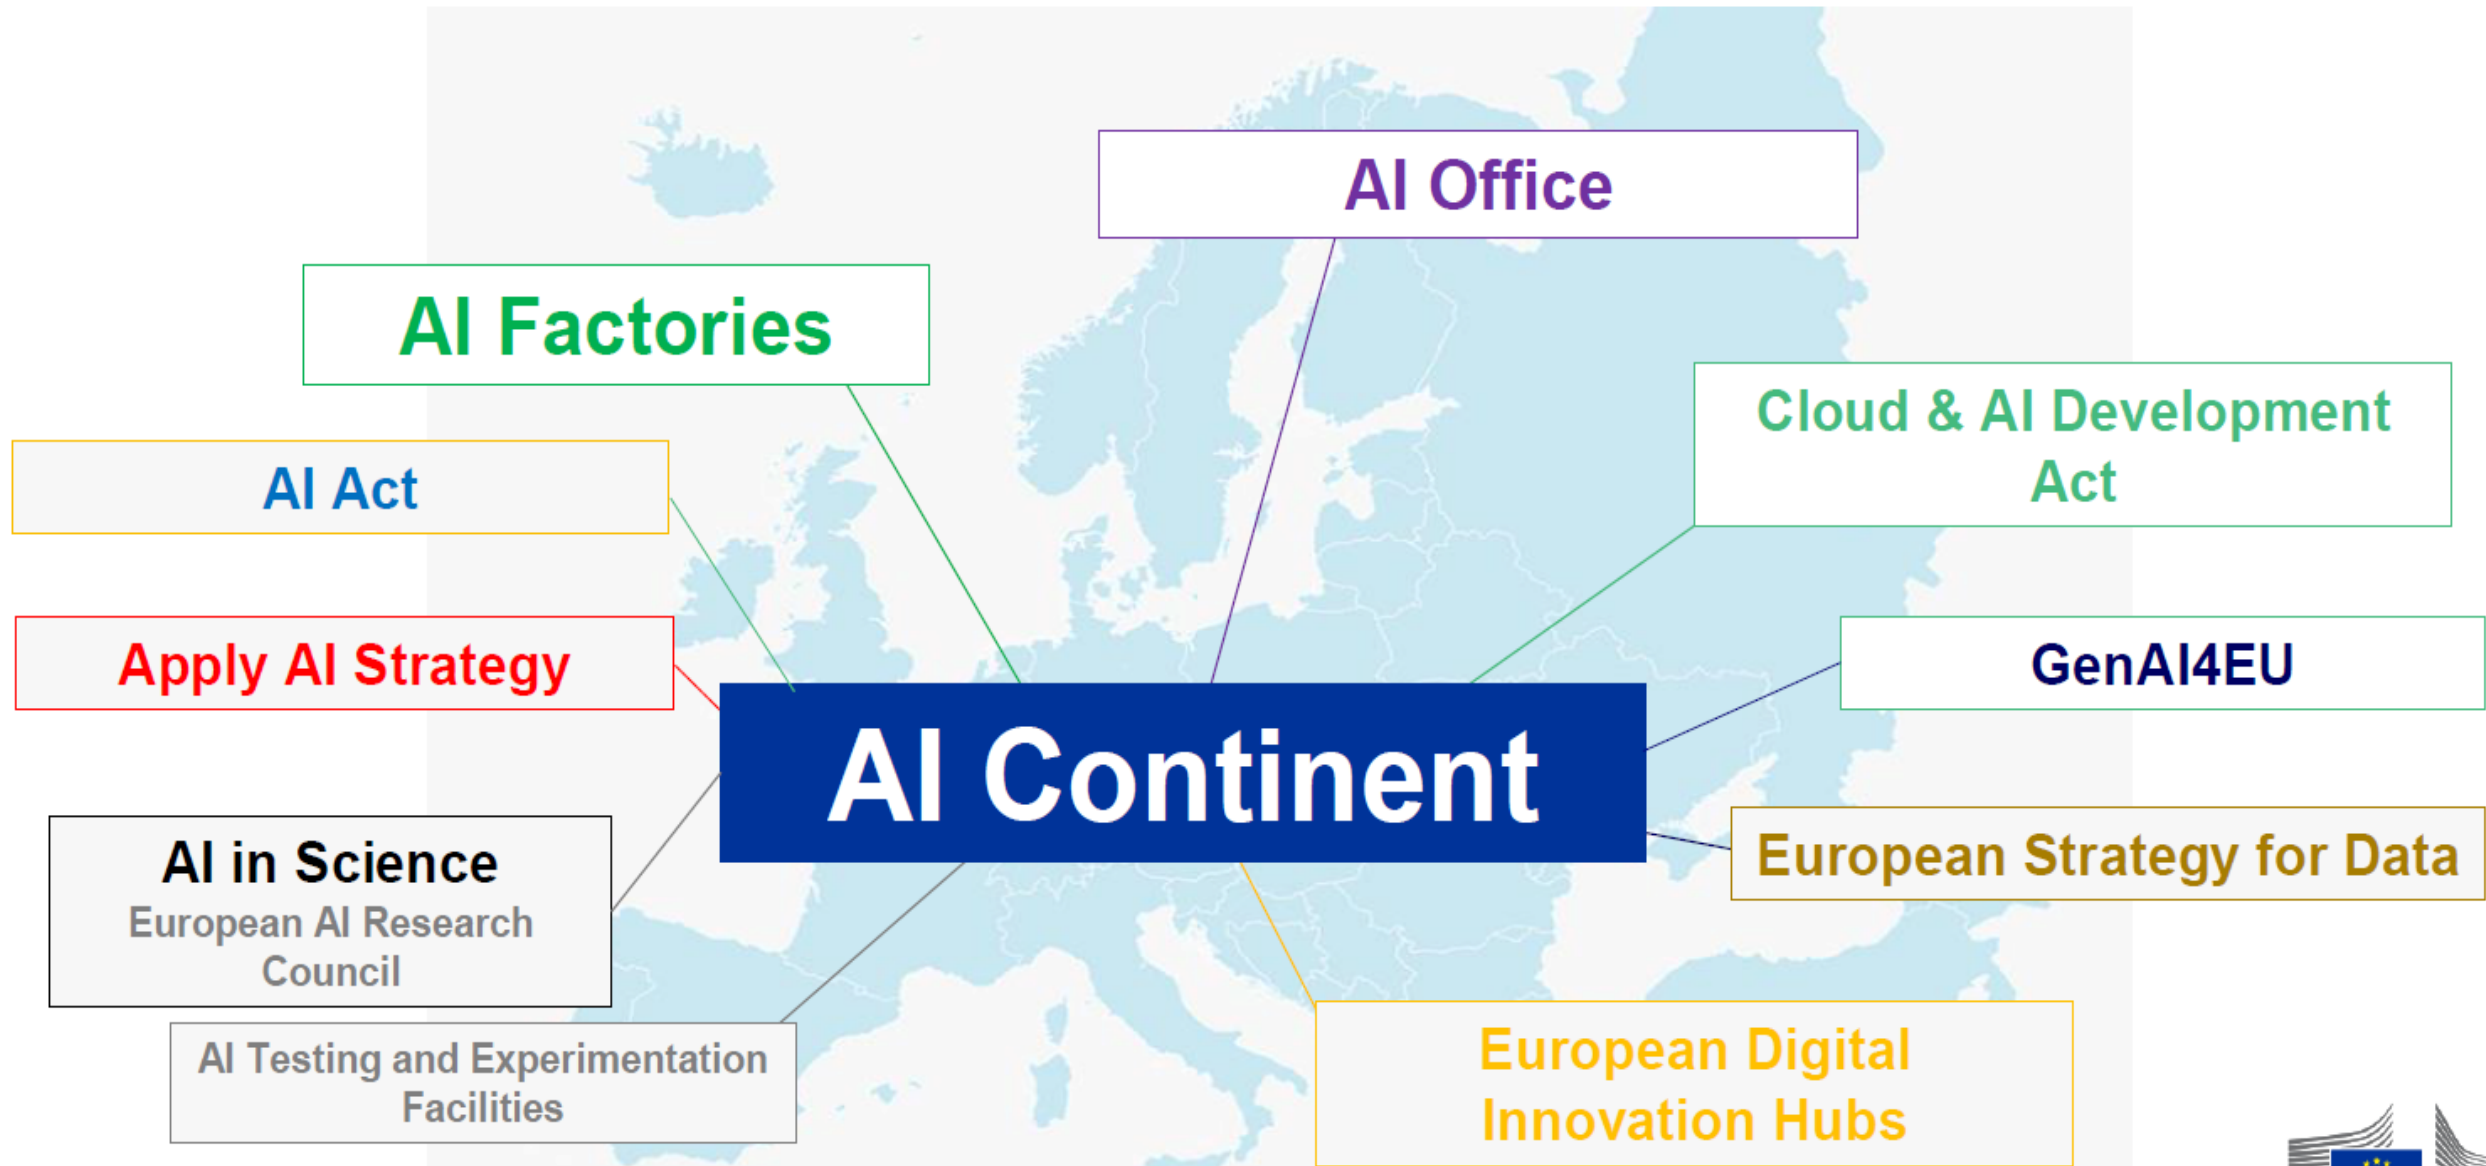 AI Office
AI Factories
Cloud & AI Development
Act
AI Act
Apply AI Strategy
GenAI4EU
AI Continent
AI in Science
European AI Research
Council
European Strategy for Data
AI Testing and Experimentation
Facilities
European Digital
Innovation Hubs